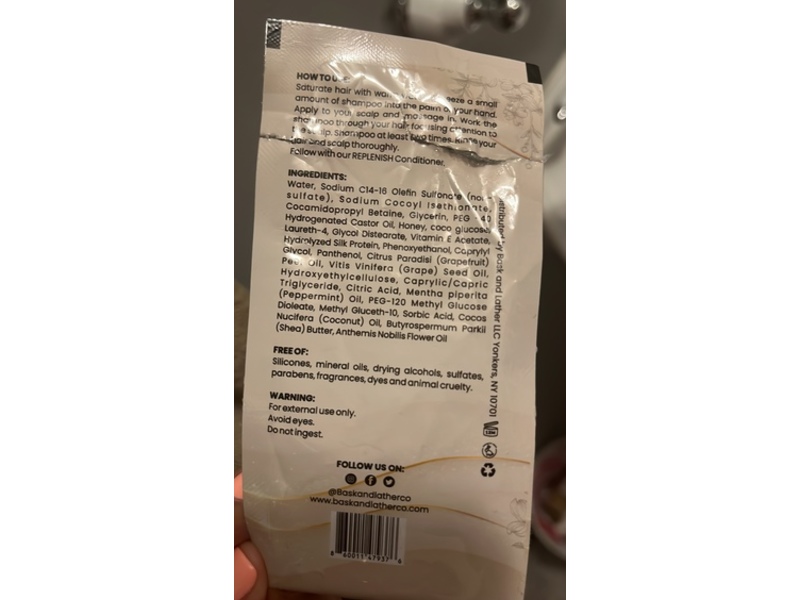 HOW TO
Saturate hair with a small
amount of shampoo into the palm of your hand.
Apply to your scalp and massage in. Work the
shampoo through your hair focusing attention to
the scalp. Shampoo at least two times. Rinse your
hair and scalp thoroughly.
Follow with our REPLENISH Conditioner.
INGREDIENTS:
Water, Sodium C14-16 Olefin Sulfonate (non-
sulfate), Sodium Cocoyl Isethionate,
Cocamidopropyl Betaine, Glycerin, PEG -40
Hydrogenated Castor Oil, Honey, coco glucose,
Laureth-4, Glycol Distearate, Vitamin E Acetate,
Hydrolyzed Silk Protein, Phenoxyethanol, Caprylyl
Glycol, Panthenol, Citrus Paradisi (Grapefruit)
Peel Oil, Vitis Vinifera (Grape) Seed Oil,
Hydroxyethylcellulose, Caprylic/Capric
Triglyceride, Citric Acid, Mentha piperita
(Peppermint) Oil, PEG-120 Methyl Glucose
Dioleate, Methyl Gluceth-10, Sorbic Acid, Cocos
Nucifera (Coconut) Oil, Butyrospermum Parkii
(Shea) Butter, Anthemis Nobilis Flower Oil
FREE OF:
Silicones, mineral oils, drying alcohols, sulfates,
parabens, fragrances, dyes and animal cruelty.
WARNING:
For external use only.
Avoid eyes.
Do not ingest.
FOLLOW US ON:
@Baskandlatherco
www.baskandlatherco.com
8 60011 47937 6
Distributed by Bask and Lather LLC Yonkers, NY 10701